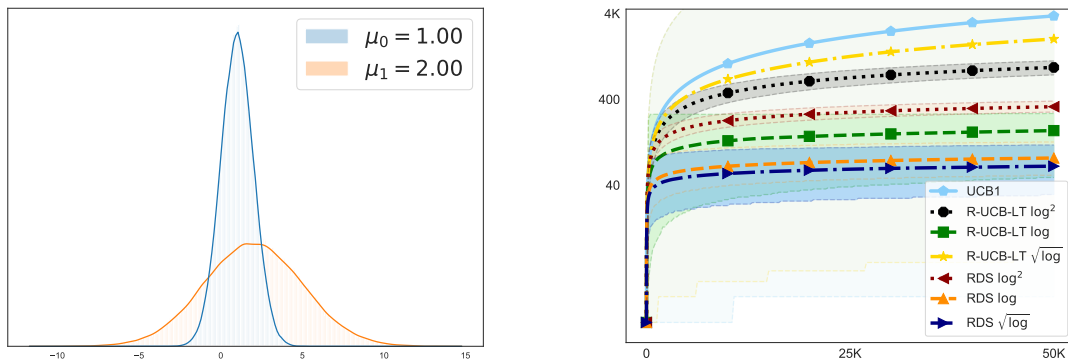 μ₀ = 1.00
μ₁ = 2.00
−10 −5 0 5 10 15
4K
400
40
UCB1
R-UCB-LT log²
R-UCB-LT log
R-UCB-LT √log
RDS log²
RDS log
RDS √log
0 25K 50K